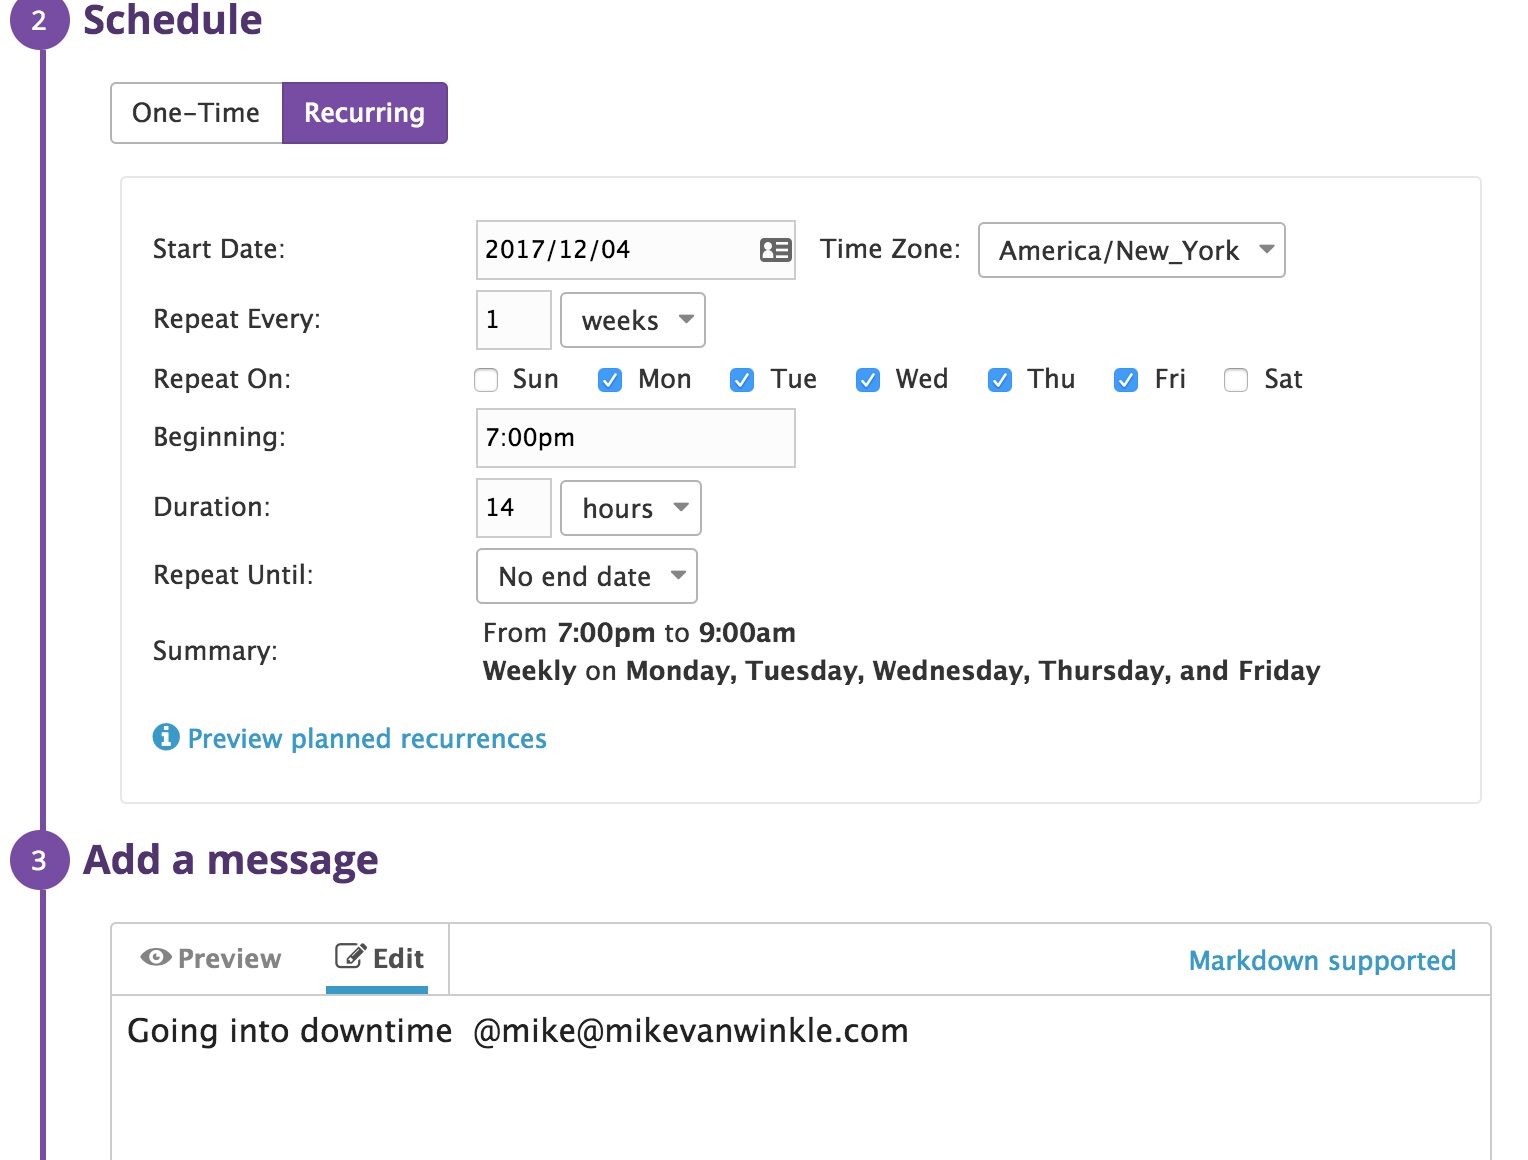 2 Schedule
One-Time Recurring
Start Date: 2017/12/04 Time Zone: America/New_York
Repeat Every: 1 weeks
Repeat On: Sun Mon Tue Wed Thu Fri Sat
Beginning: 7:00pm
Duration: 14 hours
Repeat Until: No end date
Summary: From 7:00pm to 9:00am
Weekly on Monday, Tuesday, Wednesday, Thursday, and Friday
Preview planned recurrences
3 Add a message
Preview Edit Markdown supported
Going into downtime @mike@mikevanwinkle.com